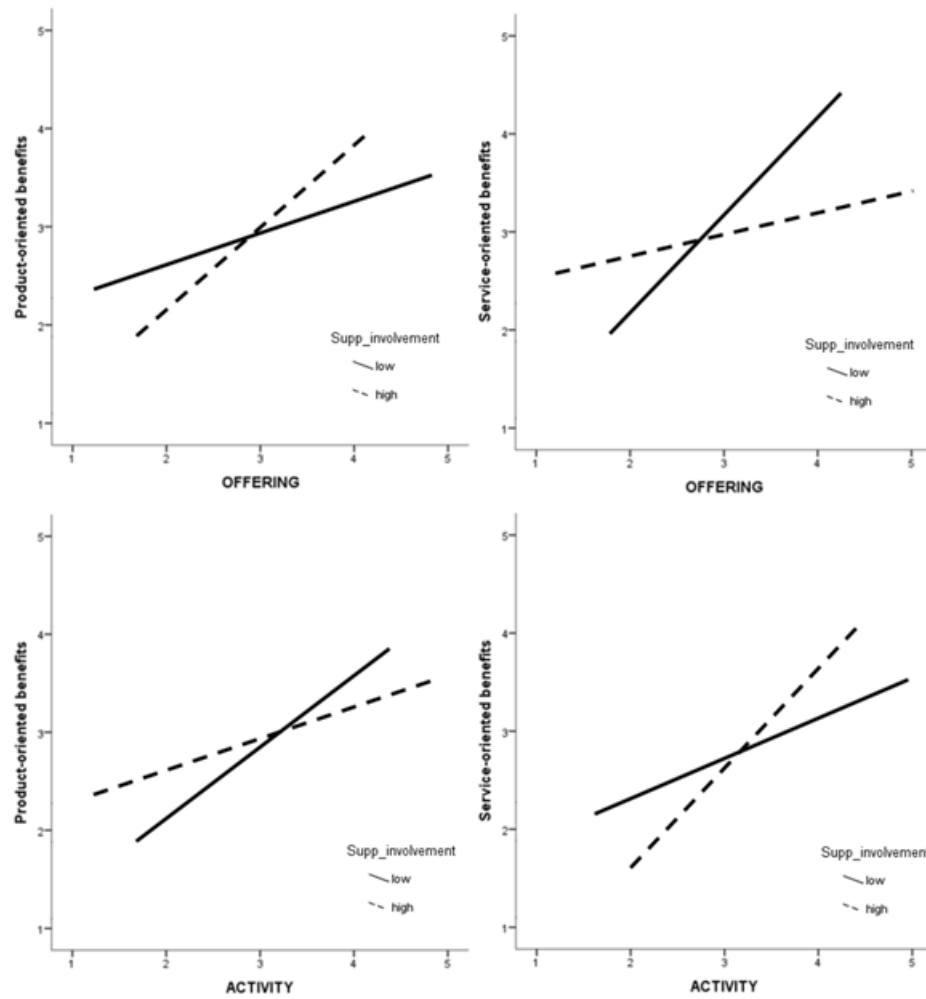 5
4
3
2
1
Product-oriented benefits
Supp_involvement
low
high
1 2 3 4 5
OFFERING
5
4
3
2
1
Service-oriented benefits
Supp_involvement
low
high
1 2 3 4 5
OFFERING
5
4
3
2
1
Product-oriented benefits
Supp_involvement
low
high
1 2 3 4 5
ACTIVITY
5
4
3
2
1
Service-oriented benefits
Supp_involvement
low
high
1 2 3 4 5
ACTIVITY